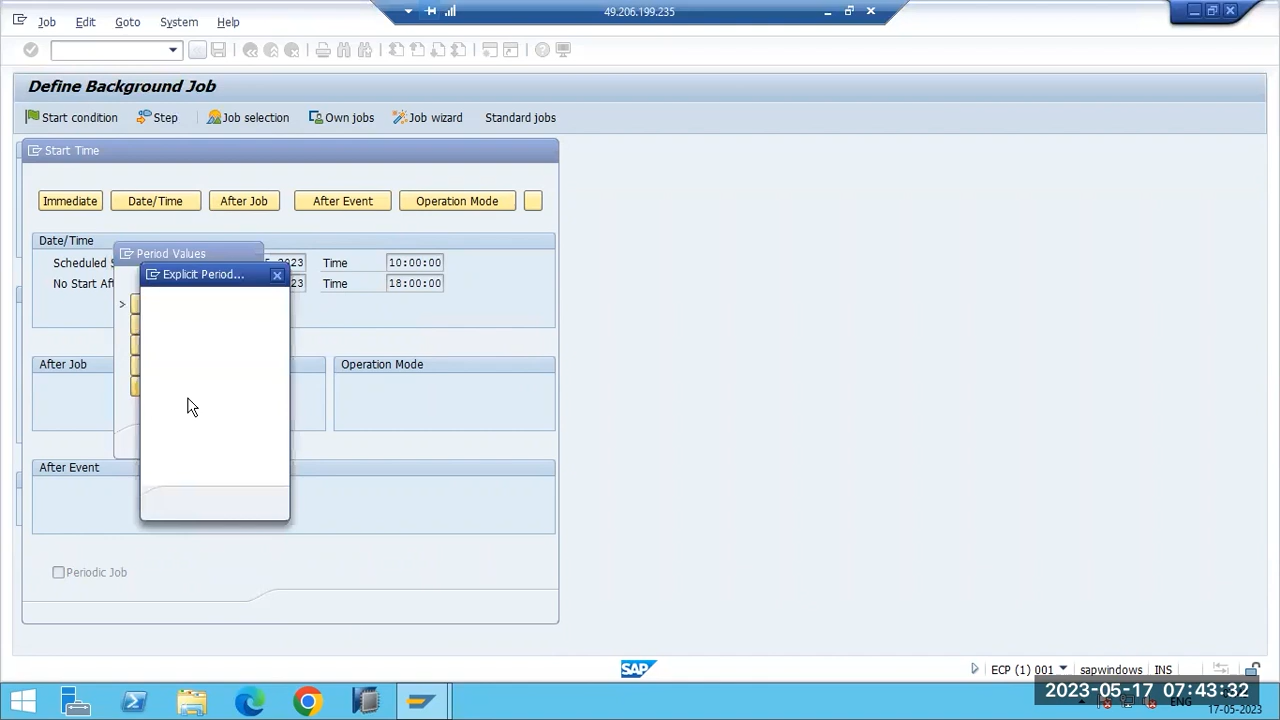 49.206.199.235
Job Edit Goto System Help
Define Background Job
Start condition Step Job selection Own jobs Job wizard Standard jobs
Start Time
Immediate Date/Time After Job After Event Operation Mode
Date/Time
Scheduled Time 10:00:00
No Start Time 18:00:00
Period Values
Explicit Period...
After Job Operation Mode
After Event
Periodic Job
SAP ECP (1) 001 sapwindows INS
2023-05-17 07:43:32
ENG
17-05-2023